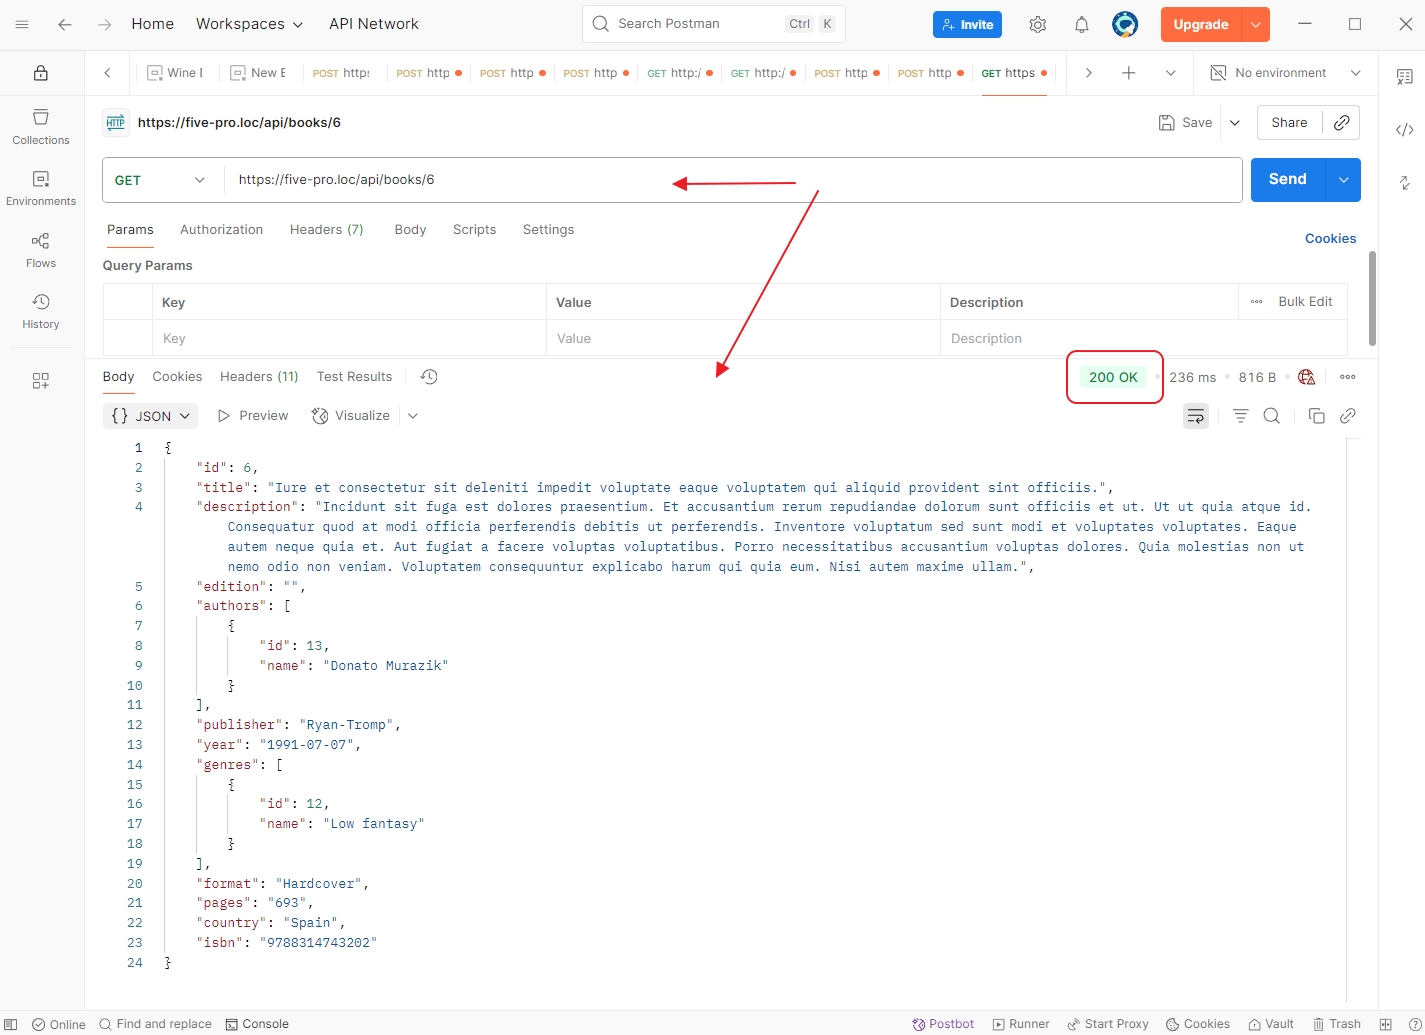 Home Workspaces API Network Search Postman Ctrl K Invite Upgrade
Wine I New E POST https POST http POST http POST http GET http:/ GET http:/ POST http POST http GET https No environment
HTTP https://five-pro.loc/api/books/6 Save Share
GET https://five-pro.loc/api/books/6 Send
Collections
Environments
Flows
History
Params Authorization Headers (7) Body Scripts Settings Cookies
Query Params
Key Value Description Bulk Edit
Key Value Description
Body Cookies Headers (11) Test Results 200 OK 236 ms 816 B
{} JSON Preview Visualize
1 {
2 "id": 6,
3 "title": "Iure et consectetur sit deleniti impedit voluptate eaque voluptatem qui aliquid provident sint officiis.",
4 "description": "Incidunt sit fuga est dolores praesentium. Et accusantium rerum repudiandae dolorum sunt officiis et ut. Ut ut quia atque id.
Consequatur quod at modi officia perferendis debitis ut perferendis. Inventore voluptatum sed sunt modi et voluptates voluptates. Eaque
autem neque quia et. Aut fugiat a facere voluptas voluptatibus. Porro necessitatibus accusantium voluptas dolores. Quia molestias non ut
nemo odio non veniam. Voluptatem consequuntur explicabo harum qui quia eum. Nisi autem maxime ullam.",
5 "edition": "",
6 "authors": [
7 {
8 "id": 13,
9 "name": "Donato Murazik"
10 }
11 ],
12 "publisher": "Ryan-Tromp",
13 "year": "1991-07-07",
14 "genres": [
15 {
16 "id": 12,
17 "name": "Low fantasy"
18 }
19 ],
20 "format": "Hardcover",
21 "pages": "693",
22 "country": "Spain",
23 "isbn": "9788314743202"
24 }
Online Find and replace Console Postbot Runner Start Proxy Cookies Vault Trash